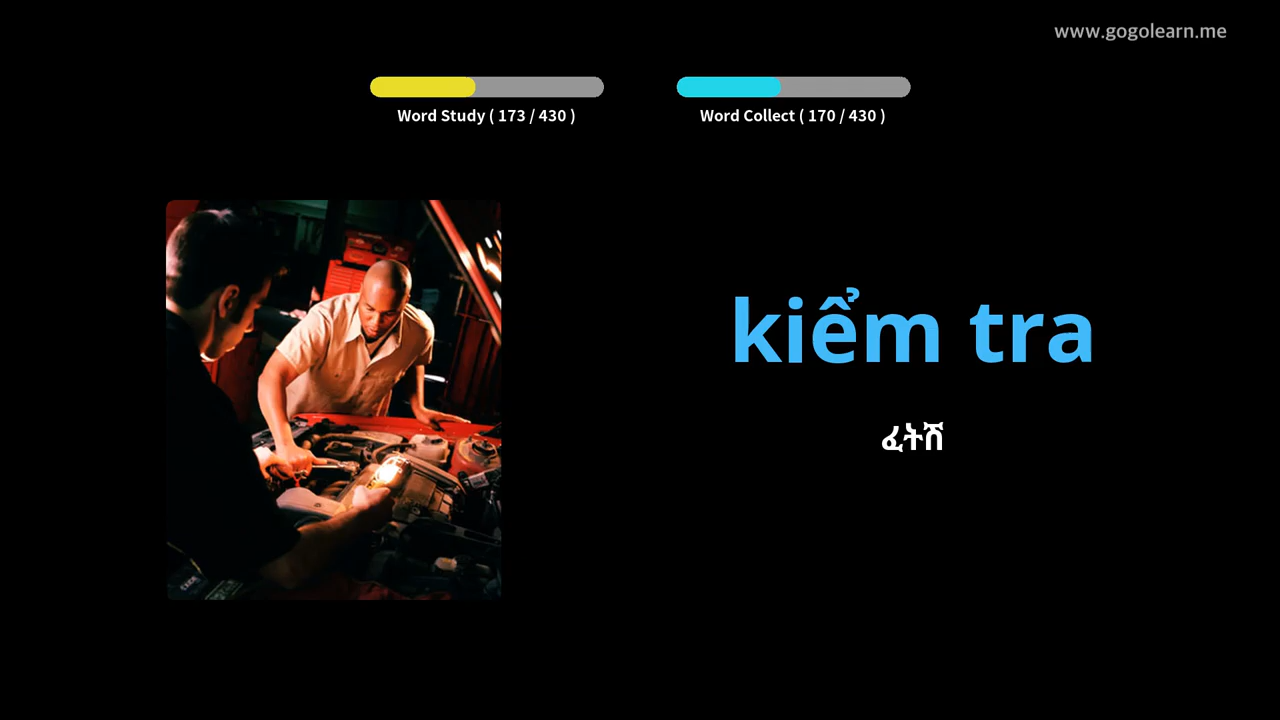 www.gogolearn.me
Word Study ( 173 / 430 )
Word Collect ( 170 / 430 )
kiểm tra
ፈትሽ